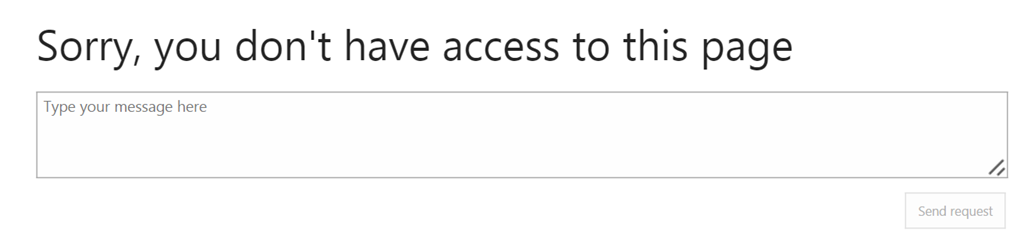 Sorry, you don't have access to this page
Type your message here
Send request